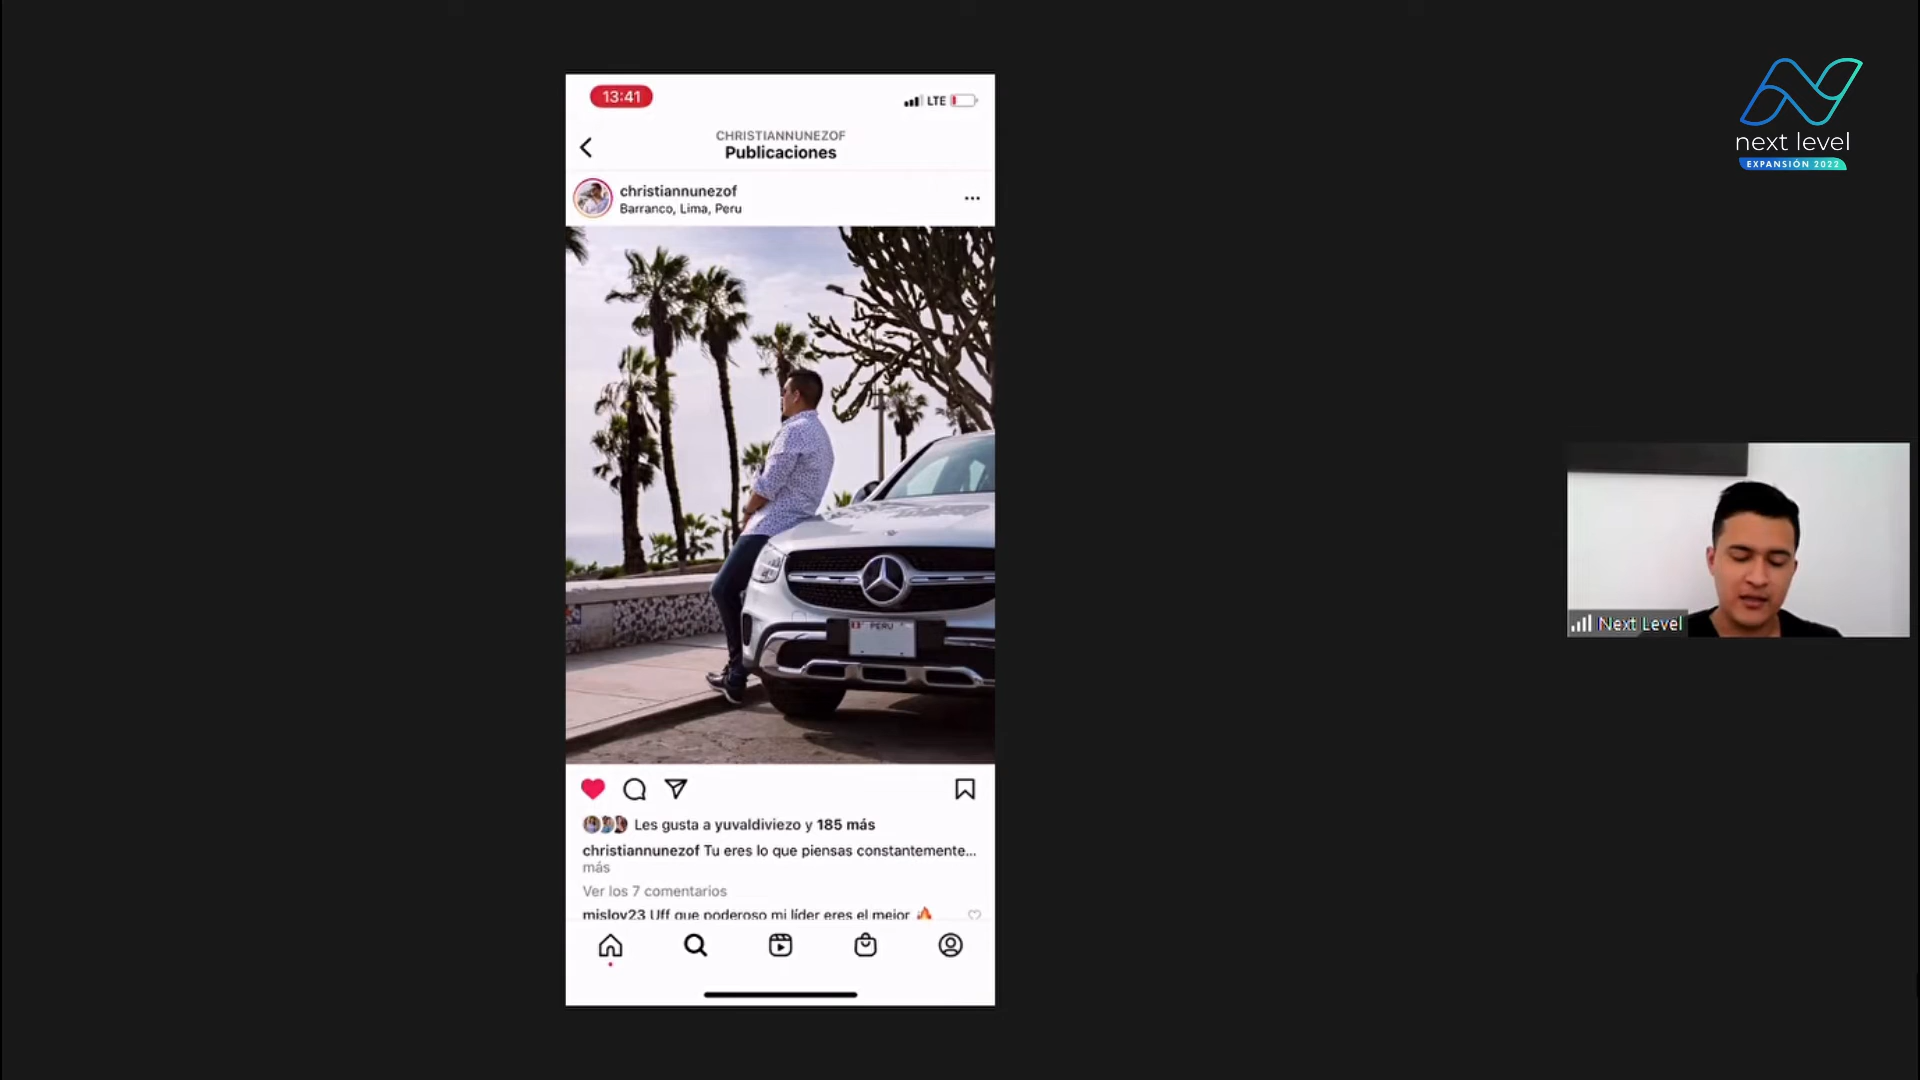 13:41
LTE
CHRISTIANNUNEZOF
Publicaciones
christiannunezof
Barranco, Lima, Peru
PERU
Les gusta a yuvaldiviezo y 185 más
christiannunezof Tu eres lo que piensas constantemente...
más
Ver los 7 comentarios
mislov23 Uff que poderoso mi líder eres el mejor 🔥
next level
EXPANSIÓN 2022
Next Level